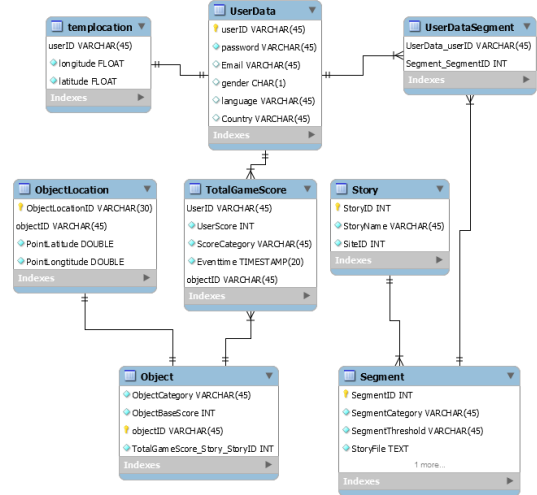 templocation
userID VARCHAR(45)
longitude FLOAT
latitude FLOAT
Indexes
UserData
userID VARCHAR(45)
password VARCHAR(45)
Email VARCHAR(45)
gender CHAR(1)
language VARCHAR(45)
Country VARCHAR(45)
Indexes
UserDataSegment
UserData_userID VARCHAR(45)
Segment_SegmentID INT
Indexes
ObjectLocation
ObjectLocationID VARCHAR(30)
objectID VARCHAR(45)
PointLatitude DOUBLE
PointLongtitude DOUBLE
Indexes
TotalGameScore
UserID VARCHAR(45)
UserScore INT
ScoreCategory VARCHAR(45)
Eventtime TIMESTAMP(20)
objectID VARCHAR(45)
Indexes
Story
StoryID INT
StoryName VARCHAR(45)
SiteID INT
Indexes
Object
ObjectCategory VARCHAR(45)
ObjectBaseScore INT
objectID VARCHAR(45)
TotalGameScore_Story_StoryID INT
Indexes
Segment
SegmentID INT
SegmentCategory VARCHAR(45)
SegmentThreshold VARCHAR(45)
StoryFile TEXT
1 more...
Indexes